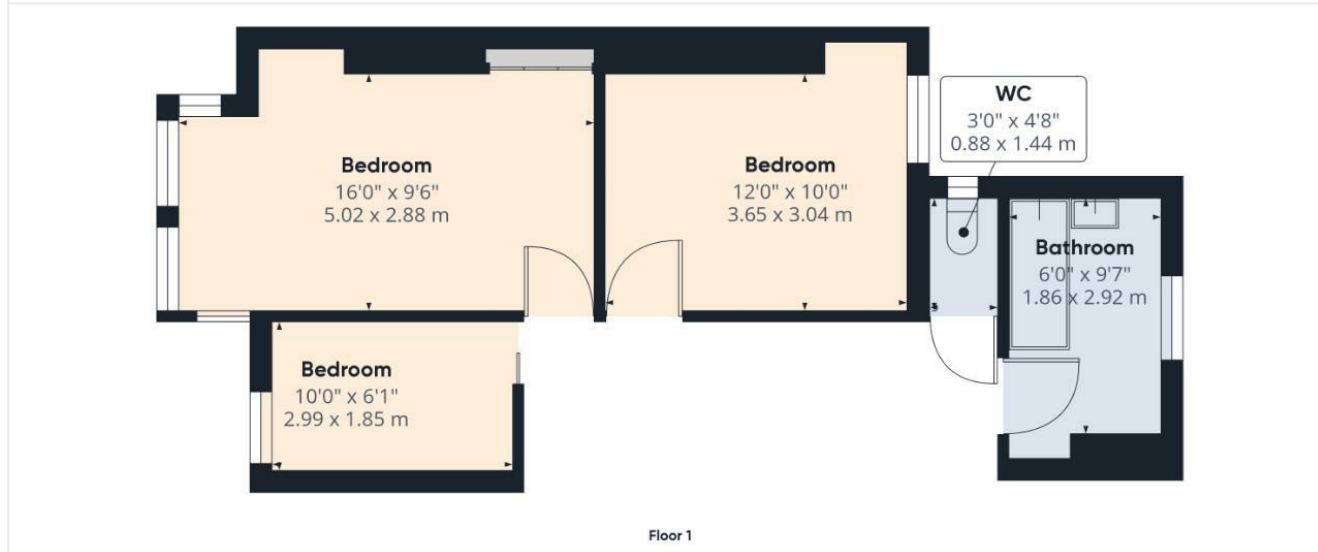 WC
3'0" x 4'8"
0.88 x 1.44 m
Bedroom
16'0" x 9'6"
5.02 x 2.88 m
Bedroom
12'0" x 10'0"
3.65 x 3.04 m
Bathroom
6'0" x 9'7"
1.86 x 2.92 m
Bedroom
10'0" x 6'1"
2.99 x 1.85 m
Floor 1